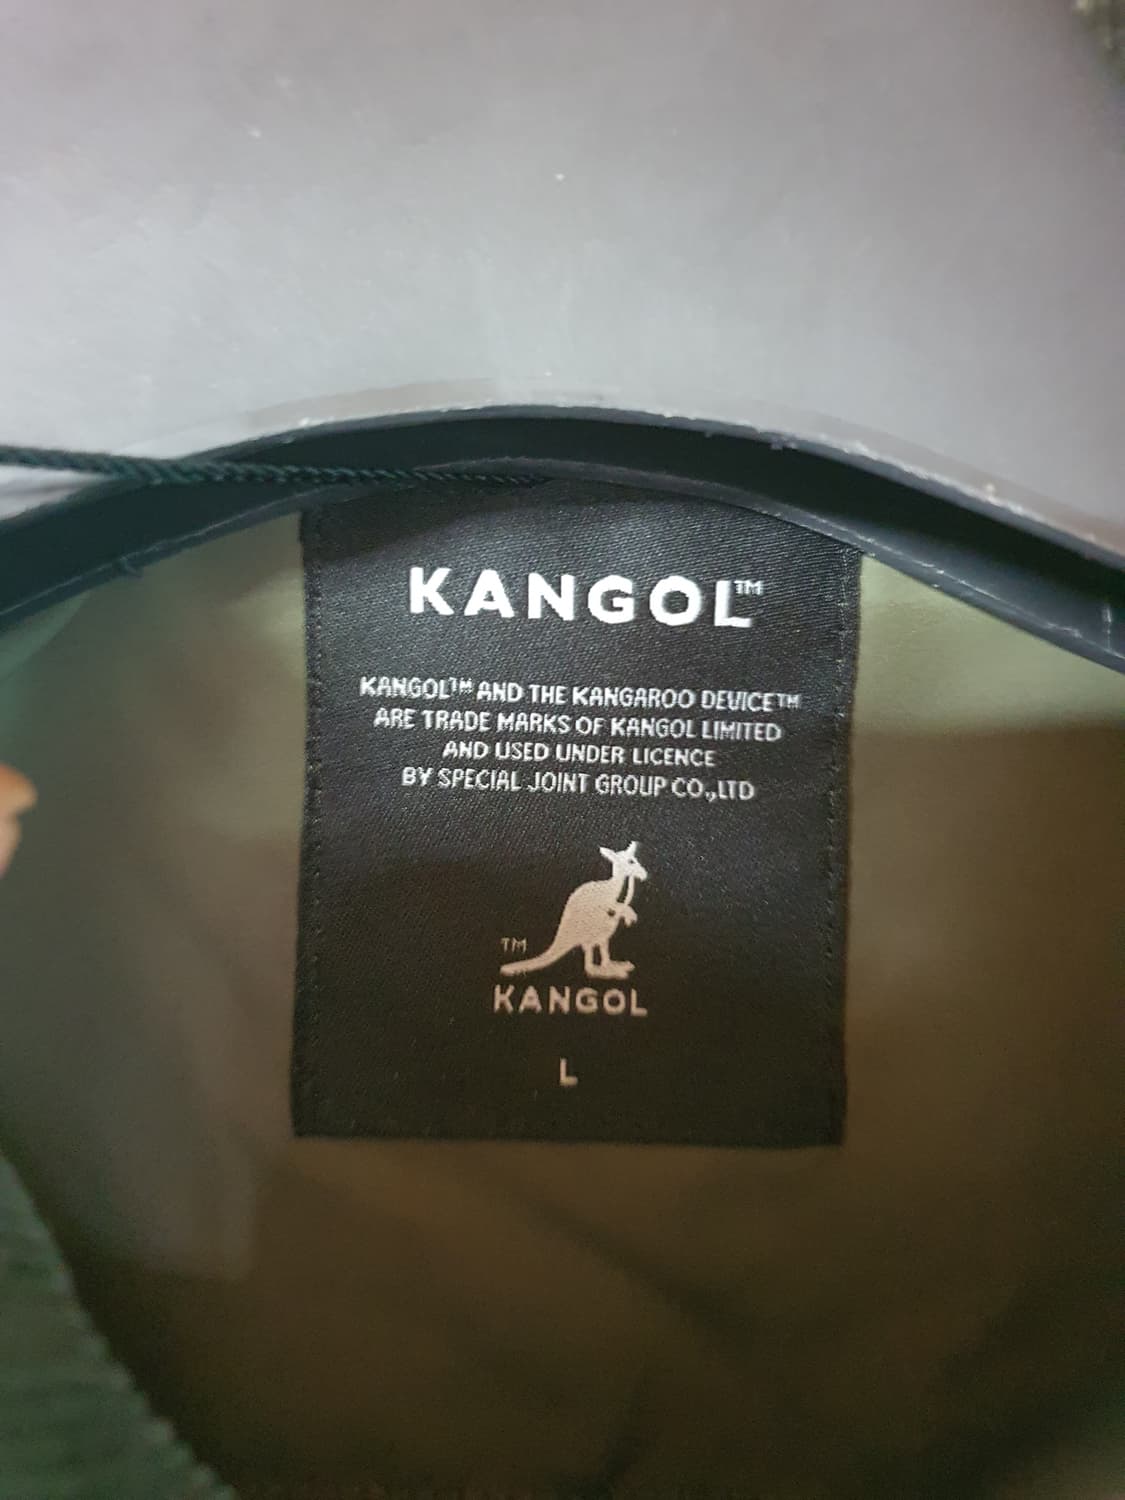 KANGOL™
KANGOL™ AND THE KANGAROO DEVICE™
ARE TRADE MARKS OF KANGOL LIMITED
AND USED UNDER LICENCE
BY SPECIAL JOINT GROUP CO.,LTD
TM
KANGOL
L